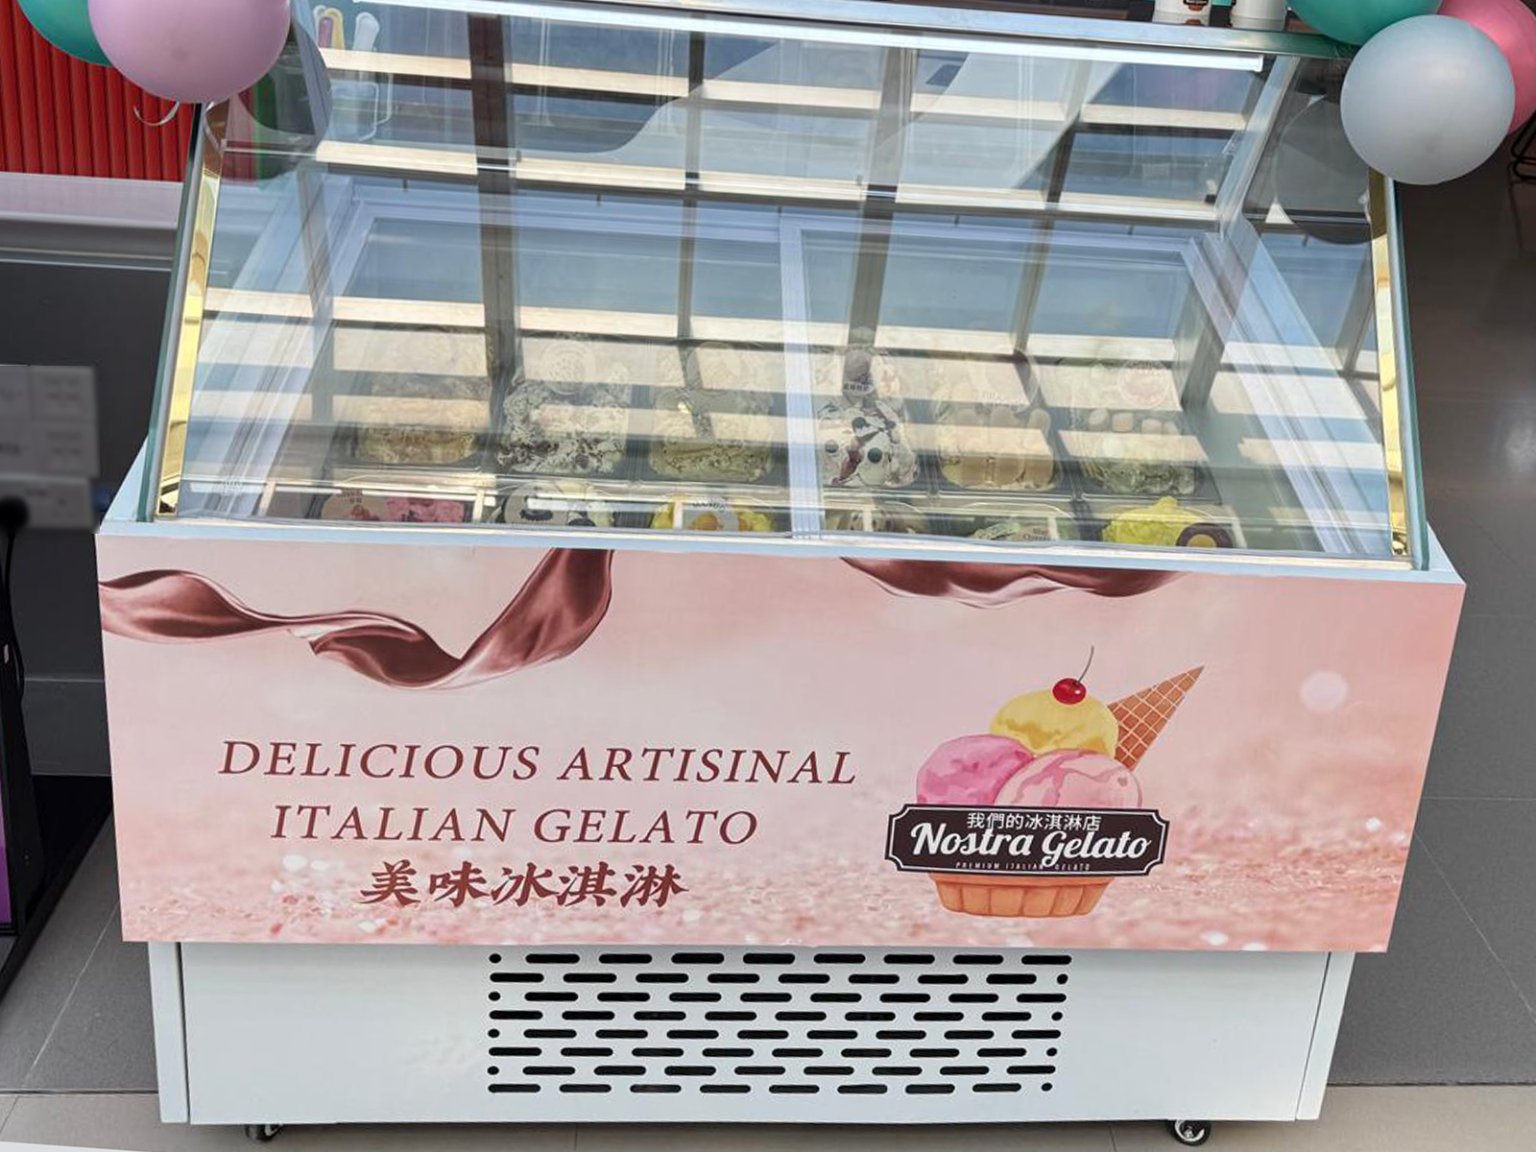 DELICIOUS ARTISINAL
ITALIAN GELATO
美味冰淇淋
我們的冰淇淋店
Nostra Gelato
PREMIUM ITALIAN GELATO